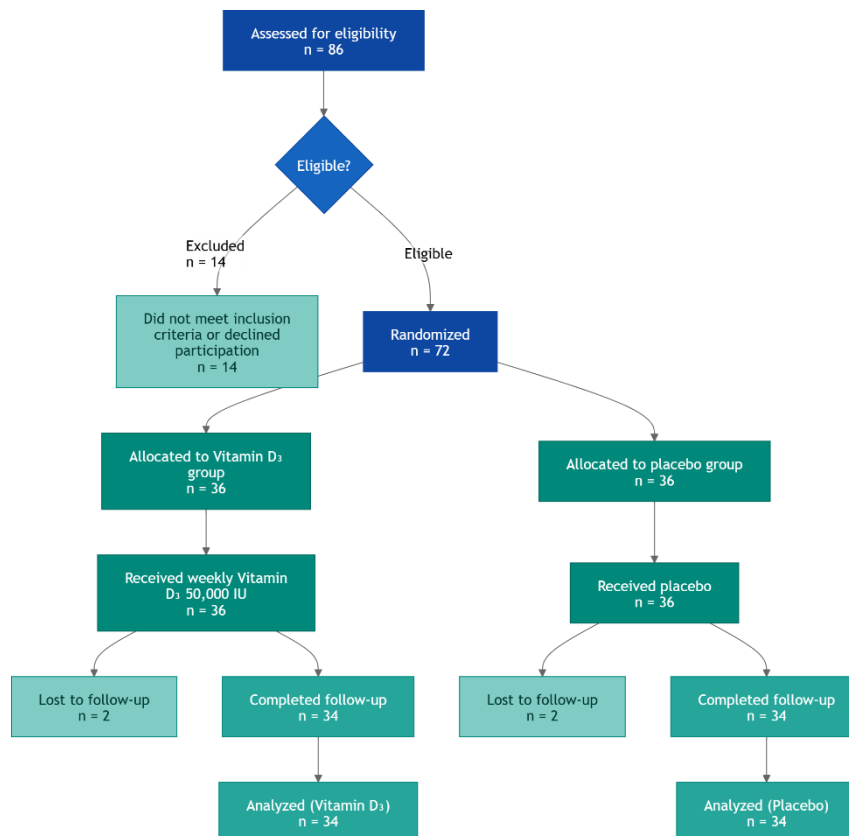 Assessed for eligibility
n = 86
Eligible?
Excluded
n = 14
Eligible
Did not meet inclusion
criteria or declined
participation
n = 14
Randomized
n = 72
Allocated to Vitamin D₃
group
n = 36
Allocated to placebo group
n = 36
Received weekly Vitamin
D₃ 50,000 IU
n = 36
Received placebo
n = 36
Lost to follow-up
n = 2
Completed follow-up
n = 34
Lost to follow-up
n = 2
Completed follow-up
n = 34
Analyzed (Vitamin D₃)
n = 34
Analyzed (Placebo)
n = 34